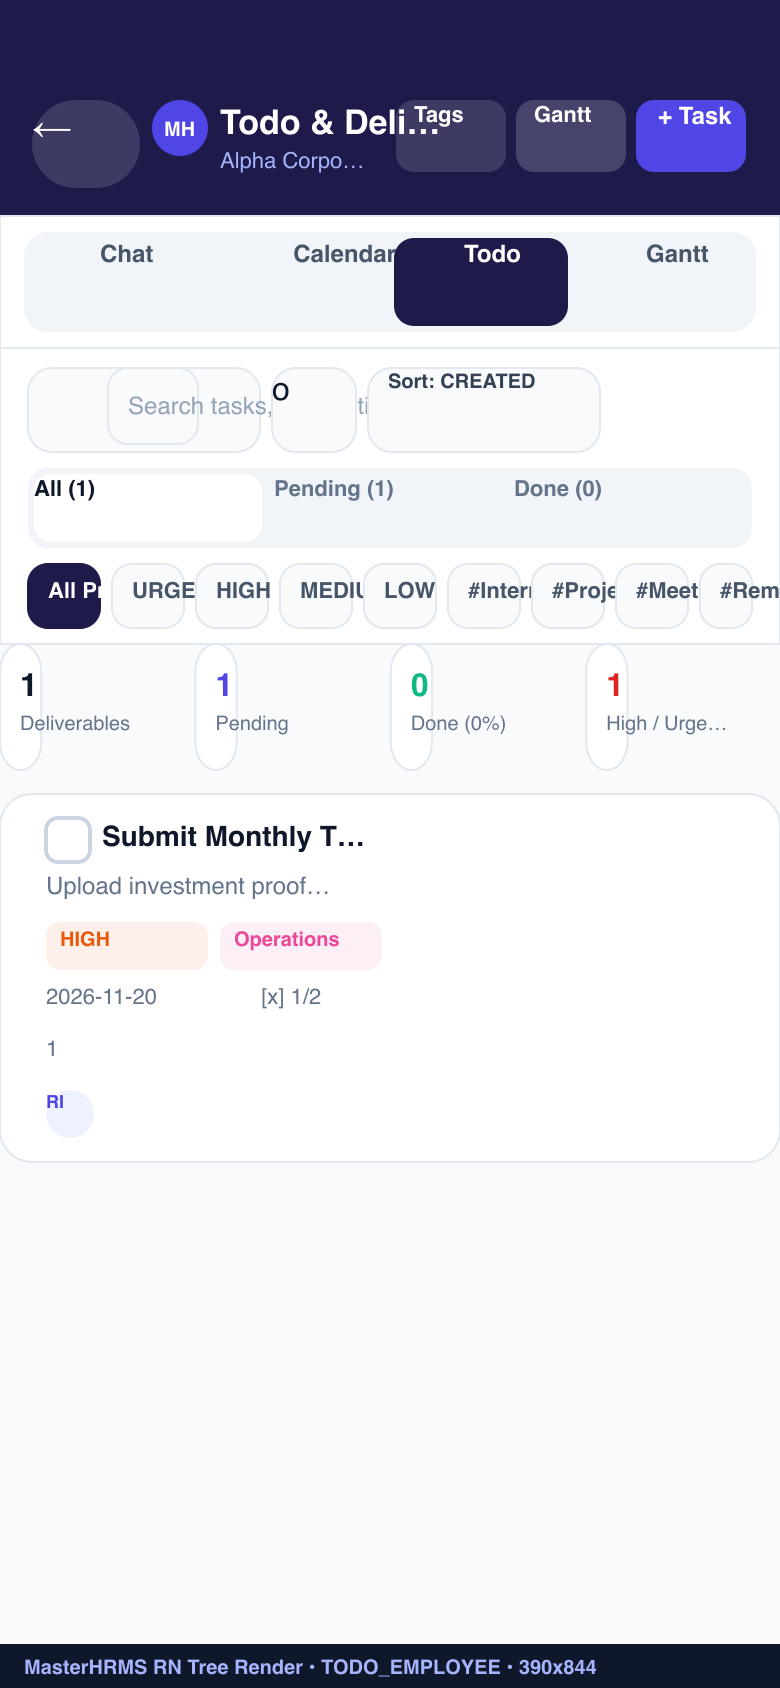 ←
MH
Todo & Deli...
Alpha Corpo...
Tags
Gantt
+ Task
Chat
Calendar
Todo
Gantt
Search tasks, ti
O
Sort: CREATED
All (1)
Pending (1)
Done (0)
All Pr
URGE
HIGH
MEDIU
LOW
#Intern
#Proje
#Meet
#Rem
1
Deliverables
1
Pending
0
Done (0%)
1
High / Urge...
Submit Monthly T...
Upload investment proof...
HIGH
Operations
2026-11-20
[x] 1/2
1
RI
MasterHRMS RN Tree Render • TODO_EMPLOYEE • 390x844